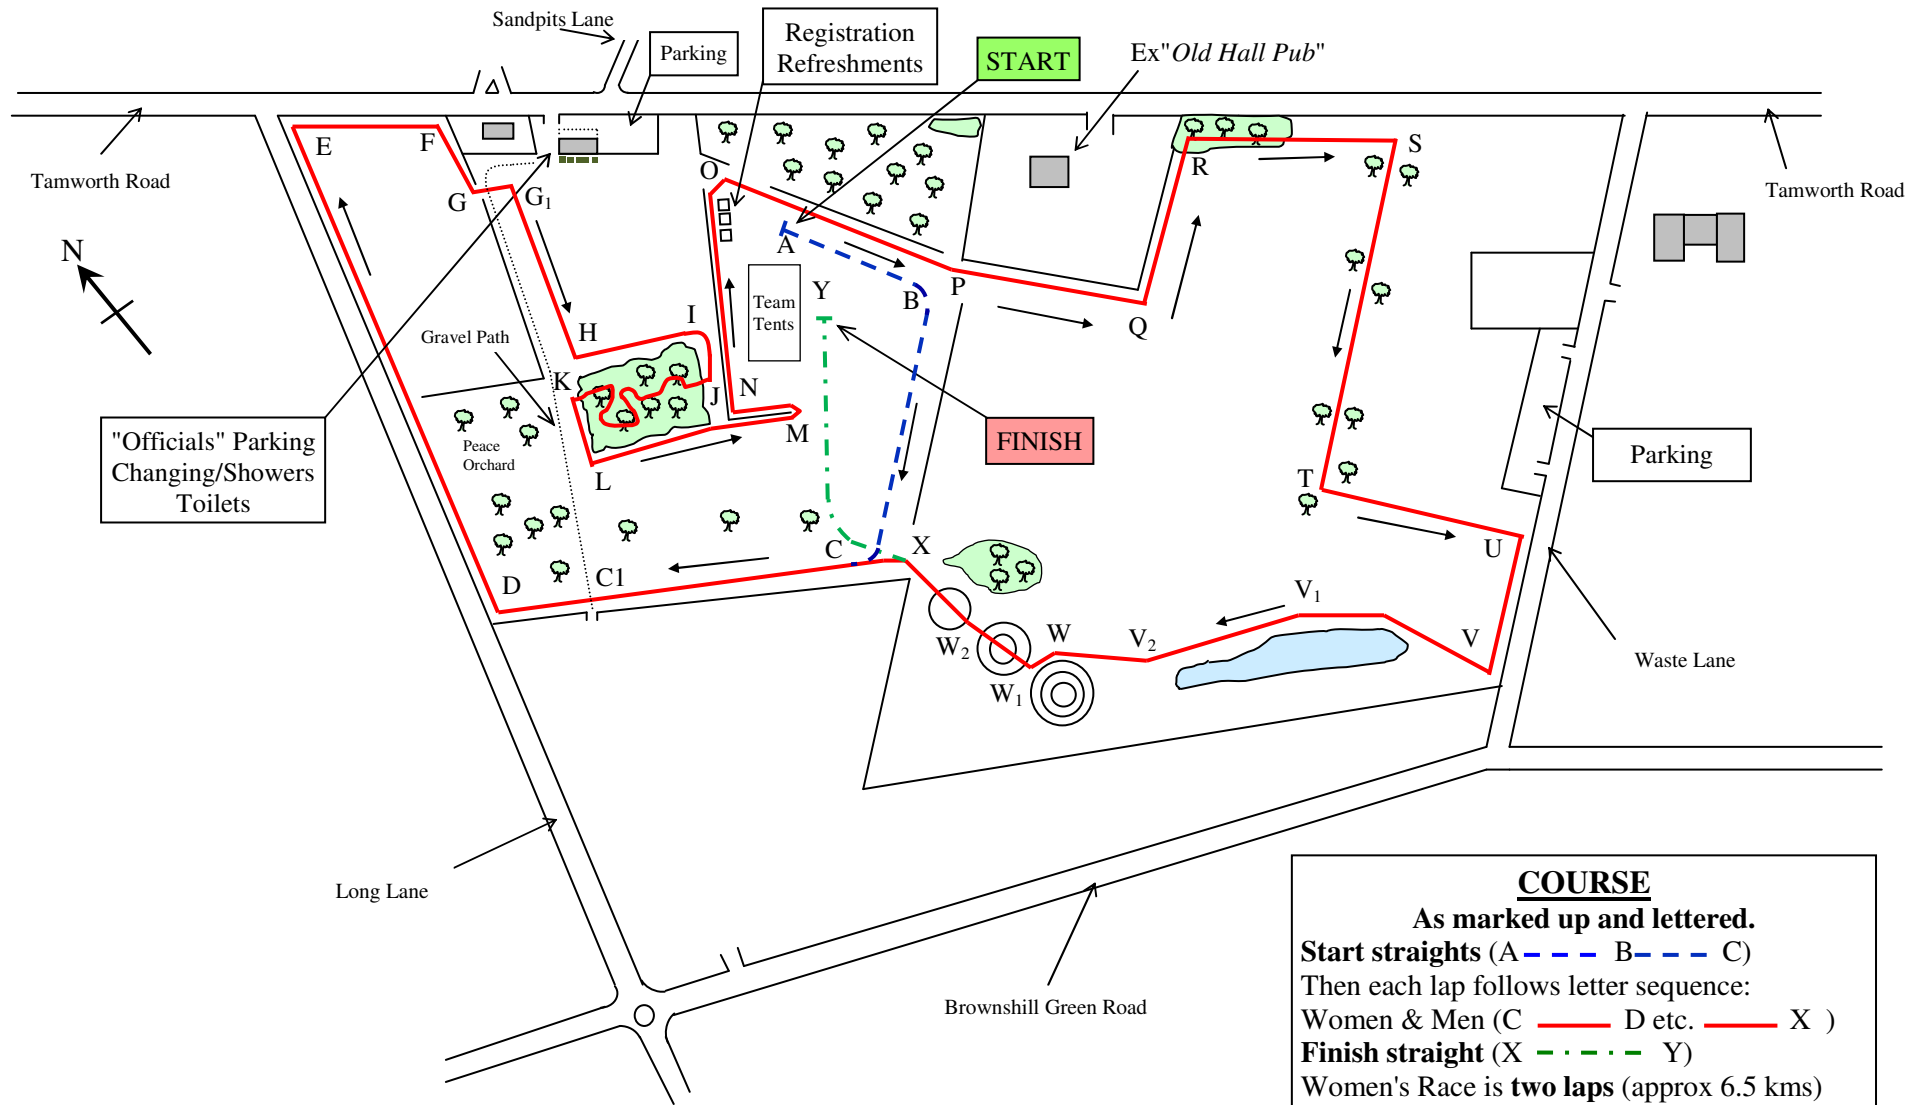 Sandpits Lane
Parking
Registration
Refreshments
START
Ex"Old Hall Pub"
Tamworth Road
Tamworth Road
E
F
G
G1
O
A
B
P
Y
R
S
Q
N
H
I
Team
Tents
Gravel Path
K
J
N
M
L
Peace
Orchard
"Officials" Parking
Changing/Showers
Toilets
FINISH
Parking
T
U
C
X
D
C1
V1
V
V2
W
W2
W1
Waste Lane
Long Lane
Brownshill Green Road
COURSE
As marked up and lettered.
Start straights (A B C)
Then each lap follows letter sequence:
Women & Men (C D etc. X )
Finish straight (X Y)
Women's Race is two laps (approx 6.5 kms)